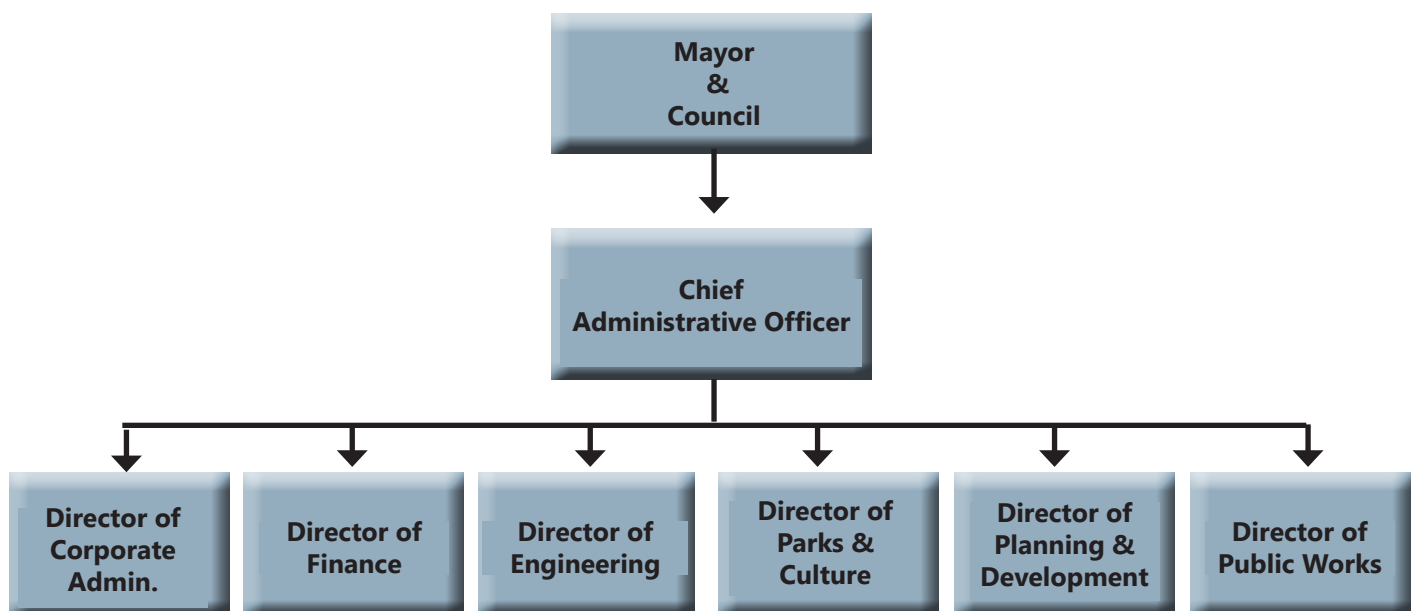 Mayor
&
Council
Chief
Administrative Officer
Director of
Corporate
Admin.
Director of
Finance
Director of
Engineering
Director of
Parks &
Culture
Director of
Planning &
Development
Director of
Public Works